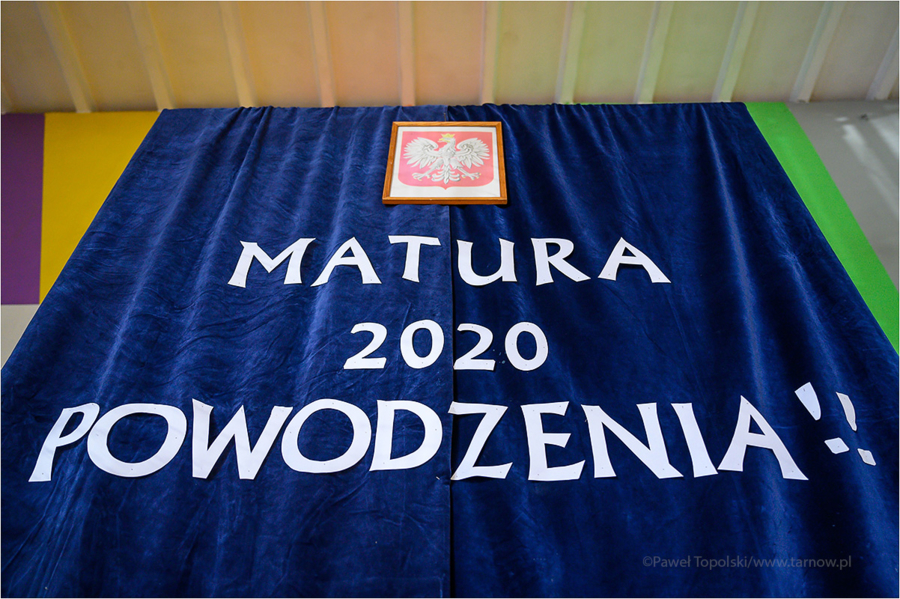 MATURA
2020
POWODZENIA!!
©Paweł Topolski/www.tarnow.pl